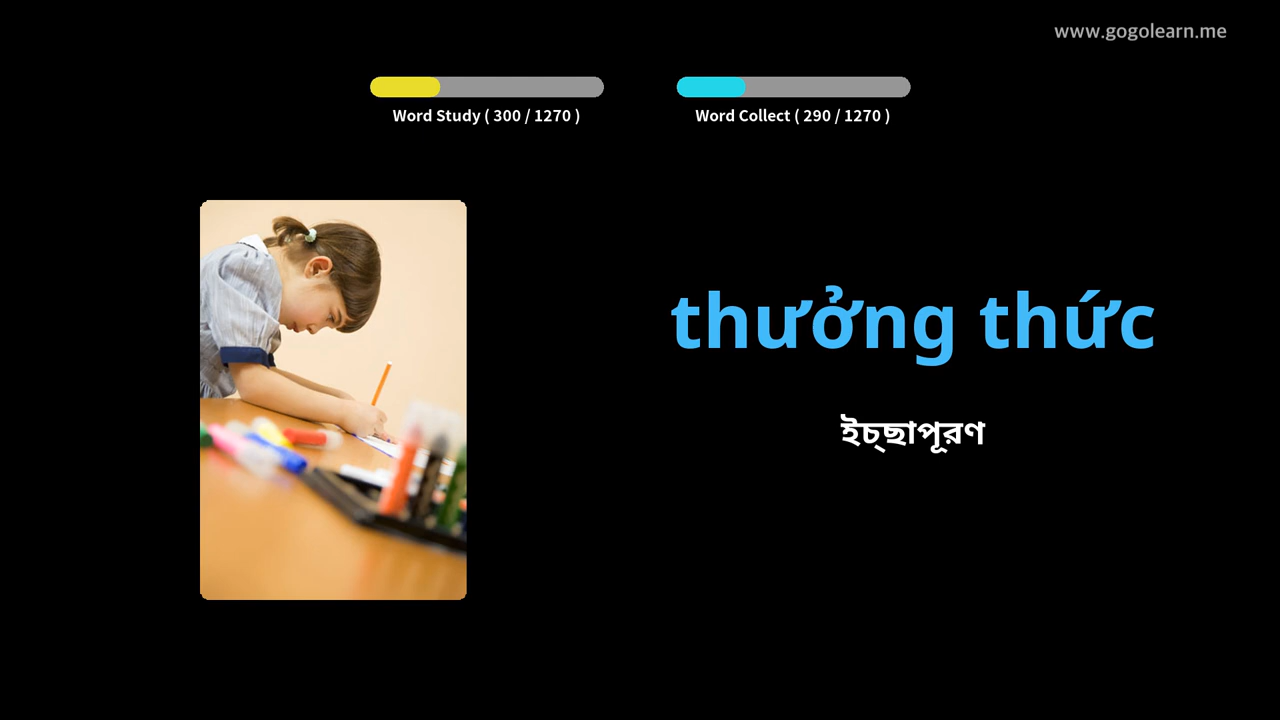 www.gogolearn.me
Word Study ( 300 / 1270 )
Word Collect ( 290 / 1270 )
thưởng thức
ইচ্ছাপূরণ